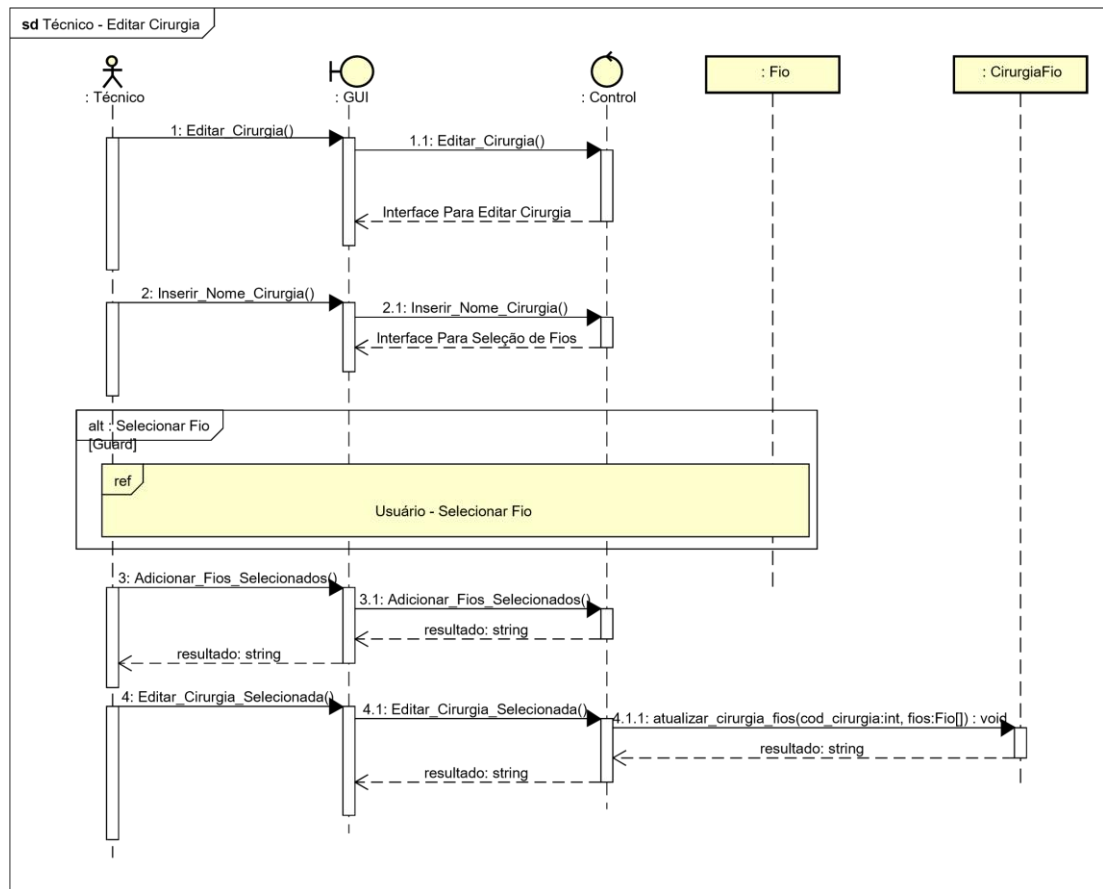 sd Técnico - Editar Cirurgia
: Técnico
: GUI
: Control
: Fio
: CirurgiaFio
1: Editar_Cirurgia()
1.1: Editar_Cirurgia()
Interface Para Editar Cirurgia
2: Inserir_Nome_Cirurgia()
2.1: Inserir_Nome_Cirurgia()
Interface Para Seleção de Fios
alt : Selecionar Fio
[Guard]
ref
Usuário - Selecionar Fio
3: Adicionar_Fios_Selecionados()
3.1: Adicionar_Fios_Selecionados()
resultado: string
resultado: string
4: Editar_Cirurgia_Selecionada()
4.1: Editar_Cirurgia_Selecionada()
4.1.1: atualizar_cirurgia_fios(cod_cirurgia:int, fios:Fio[]) : void
resultado: string
resultado: string